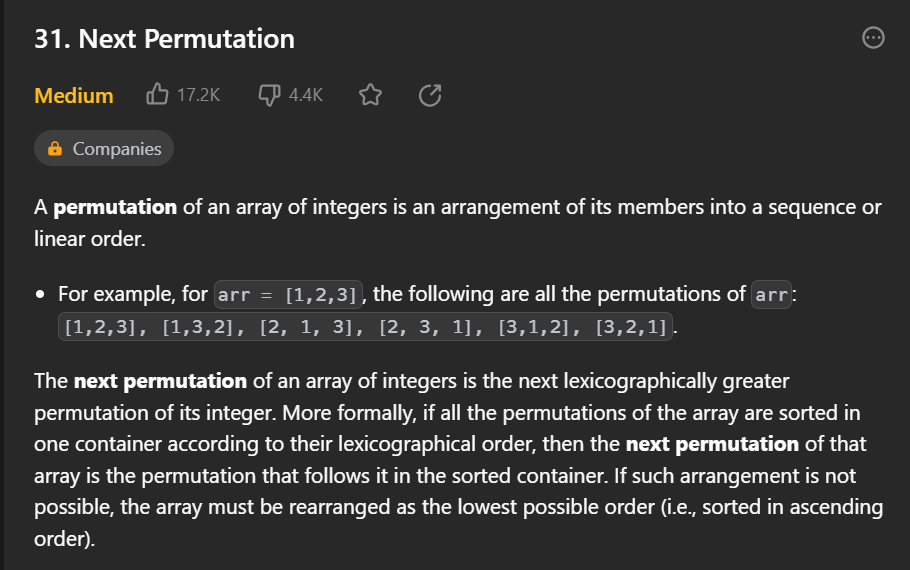 31. Next Permutation
Medium 17.2K 4.4K
Companies
A permutation of an array of integers is an arrangement of its members into a sequence or
linear order.
• For example, for arr = [1,2,3], the following are all the permutations of arr:
[1,2,3], [1,3,2], [2, 1, 3], [2, 3, 1], [3,1,2], [3,2,1].
The next permutation of an array of integers is the next lexicographically greater
permutation of its integer. More formally, if all the permutations of the array are sorted in
one container according to their lexicographical order, then the next permutation of that
array is the permutation that follows it in the sorted container. If such arrangement is not
possible, the array must be rearranged as the lowest possible order (i.e., sorted in ascending
order).